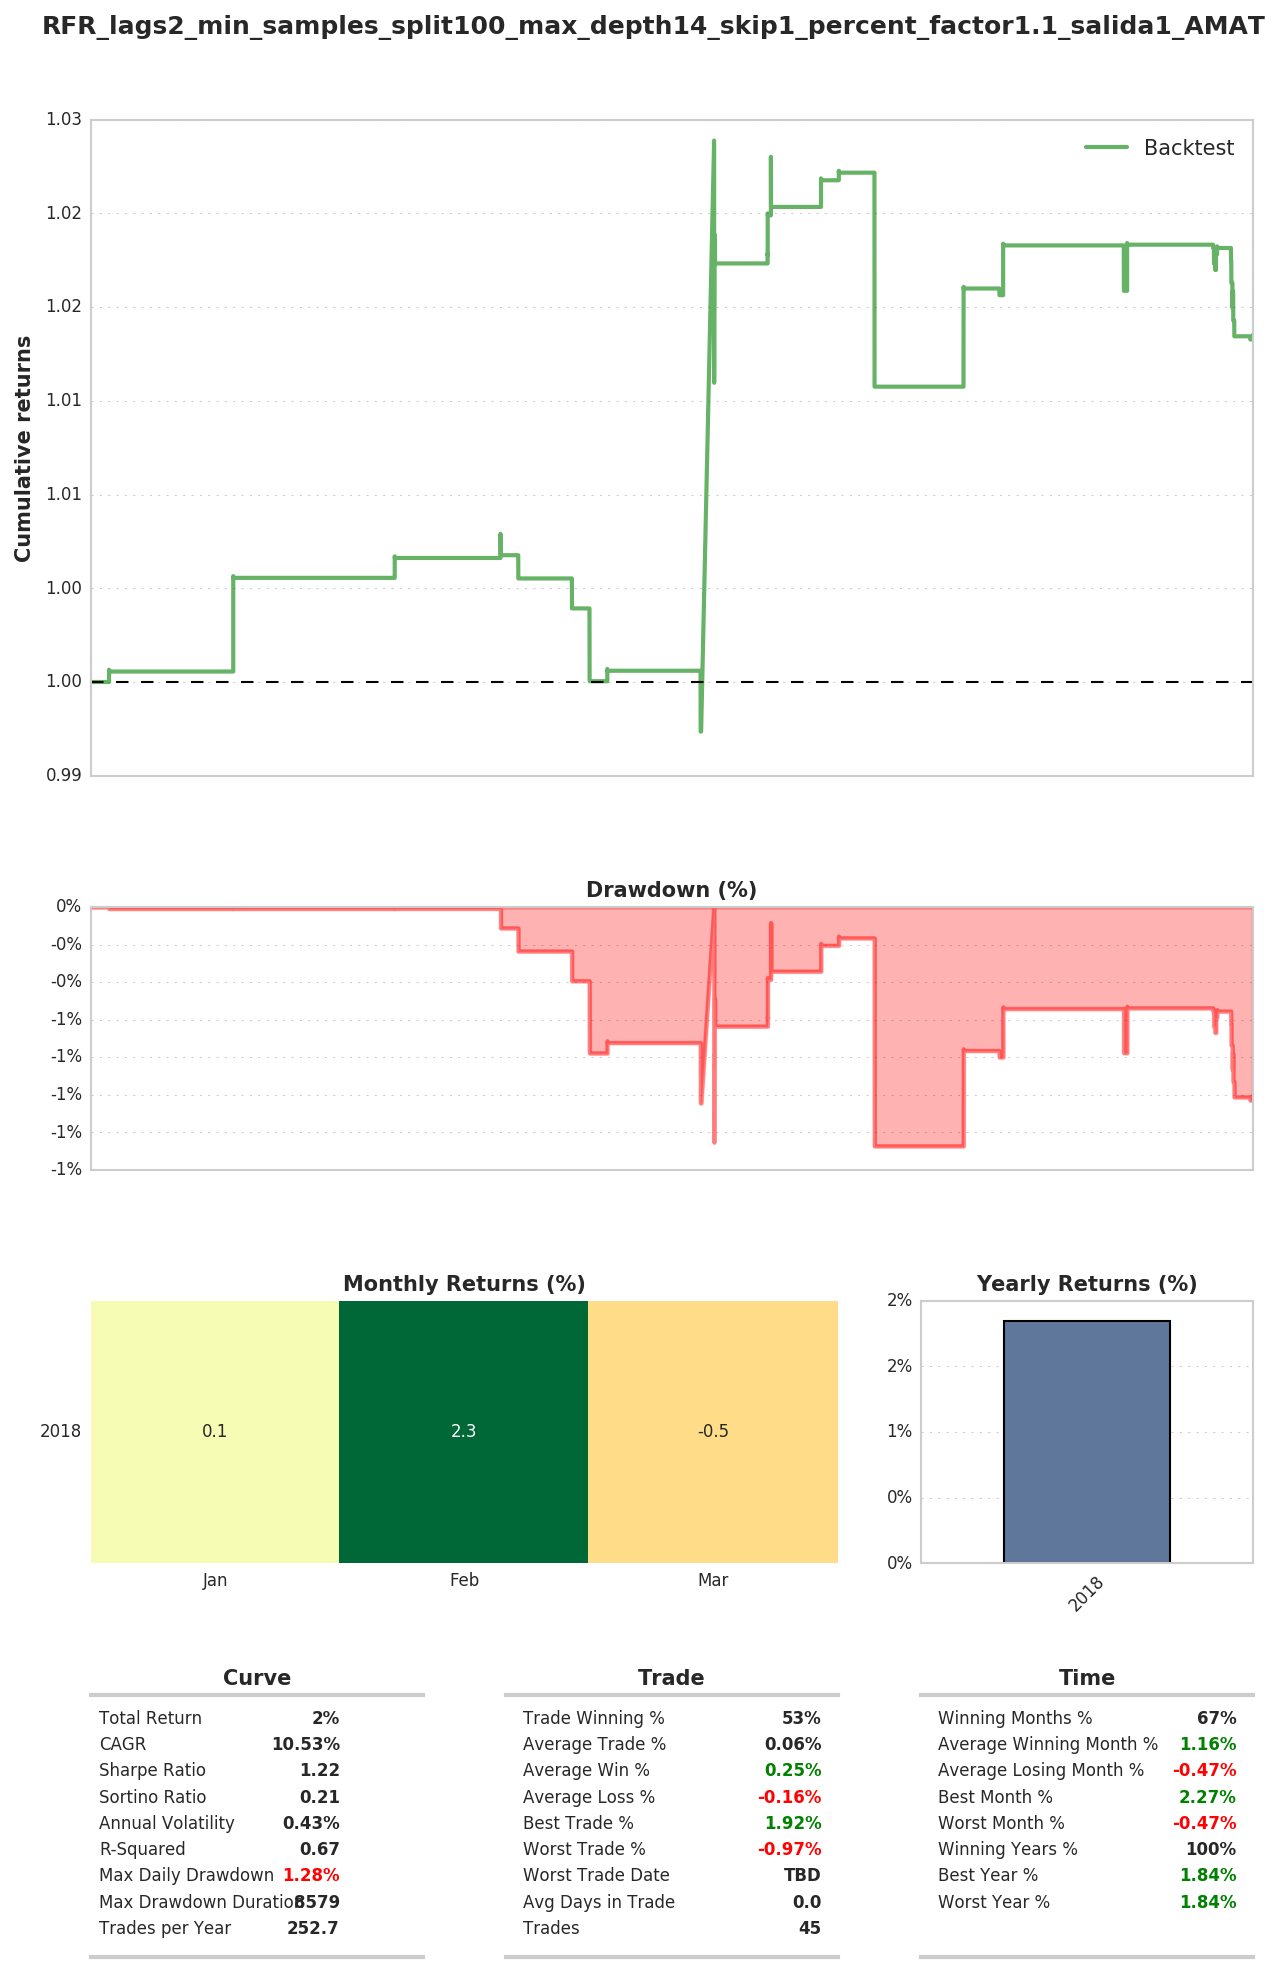 RFR_lags2_min_samples_split100_max_depth14_skip1_percent_factor1.1_salida1_AMAT
1.03
1.02
1.02
1.01
1.01
1.00
1.00
0.99
Cumulative returns
Backtest
Drawdown (%)
0%
-0%
-0%
-1%
-1%
-1%
-1%
-1%
Monthly Returns (%)
2018
0.1
2.3
-0.5
Jan
Feb
Mar
Yearly Returns (%)
2%
2%
1%
0%
0%
2018
Curve
Total Return 2%
CAGR 10.53%
Sharpe Ratio 1.22
Sortino Ratio 0.21
Annual Volatility 0.43%
R-Squared 0.67
Max Daily Drawdown 1.28%
Max Drawdown Duration 8579
Trades per Year 252.7
Trade
Trade Winning % 53%
Average Trade % 0.06%
Average Win % 0.25%
Average Loss % -0.16%
Best Trade % 1.92%
Worst Trade % -0.97%
Worst Trade Date TBD
Avg Days in Trade 0.0
Trades 45
Time
Winning Months % 67%
Average Winning Month % 1.16%
Average Losing Month % -0.47%
Best Month % 2.27%
Worst Month % -0.47%
Winning Years % 100%
Best Year % 1.84%
Worst Year % 1.84%